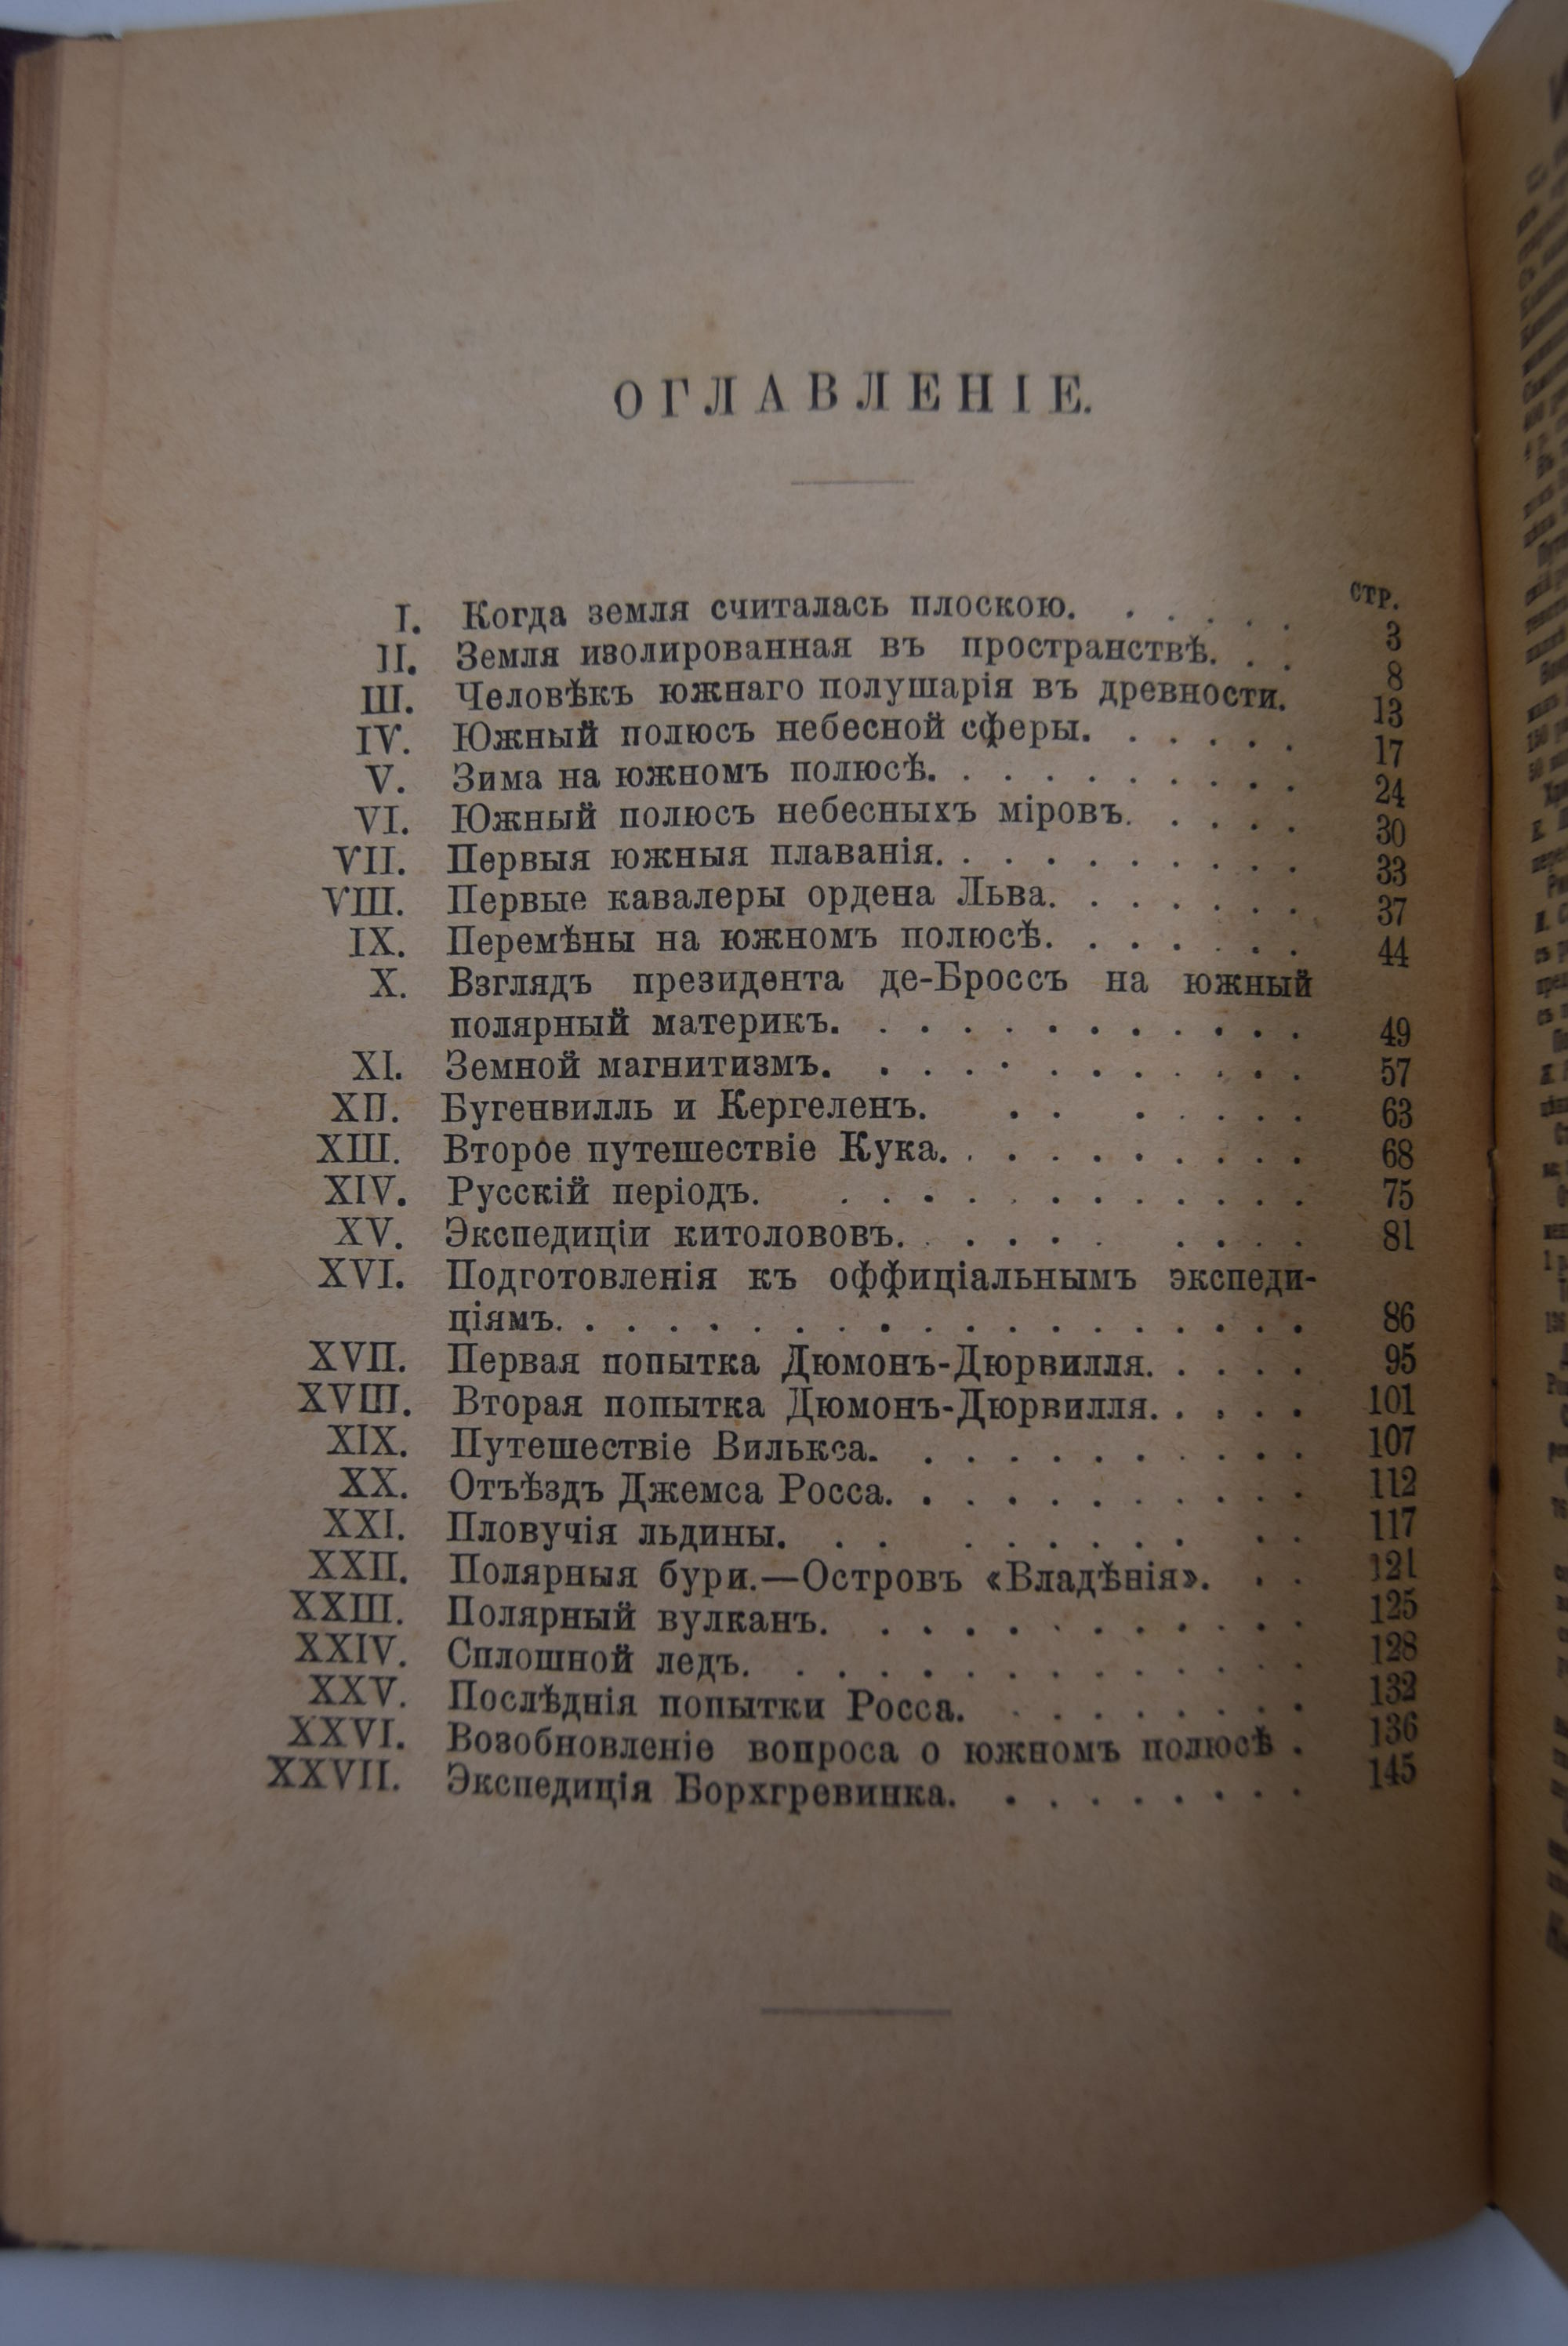 ОГЛАВЛЕНІЕ.
стр.
I. Когда земля считалась плоскою. . . . . . 3
II. Земля изолированная въ пространствѣ. . . 8
III. Человѣкъ южнаго полушарія въ древности. 13
IV. Южный полюсъ небесной сферы. . . . . . 17
V. Зима на южномъ полюсѣ. . . . . . . . . . 24
VI. Южный полюсъ небесныхъ міровъ. . . . . 30
VII. Первыя южныя плаванія. . . . . . . . . . 33
VIII. Первые кавалеры ордена Льва. . . . . . . 37
IX. Перемѣны на южномъ полюсѣ. . . . . . . 44
X. Взглядъ президента де-Броссъ на южный
полярный материкъ. . . . . . . . . . . . 49
XI. Земной магнитизмъ. . . . . . . . . . . . 57
XII. Бугенвилль и Кергеленъ. . . . . . . . 63
XIII. Второе путешествіе Кука. . . . . . . . . . 68
XIV. Русскій періодъ. . . . . . . . . . . . 75
XV. Экспедиціи китолововъ. . . . . . . . . . 81
XVI. Подготовленія къ оффиціальнымъ экспеди-
ціямъ. . . . . . . . . . . . . . . . . . . 86
XVII. Первая попытка Дюмонъ-Дюрвилля. . . . . 95
XVIII. Вторая попытка Дюмонъ-Дюрвилля. . . . . 101
XIX. Путешествіе Вилькса. . . . . . . . . . . 107
XX. Отъѣздъ Джемса Росса. . . . . . . . . . . 112
XXI. Пловучія льдины. . . . . . . . . . . 117
XXII. Полярныя бури.—Островъ «Владѣнія». . . 121
XXIII. Полярный вулканъ. . . . . . . . . . . . 125
XXIV. Сплошной ледъ. . . . . . . . . . . . . . 128
XXV. Послѣднія попытки Росса. . . . . . . . . 132
XXVI. Возобновленіе вопроса о южномъ полюсѣ . 136
XXVII. Экспедиція Борхгревинка. . . . . . . . . 145